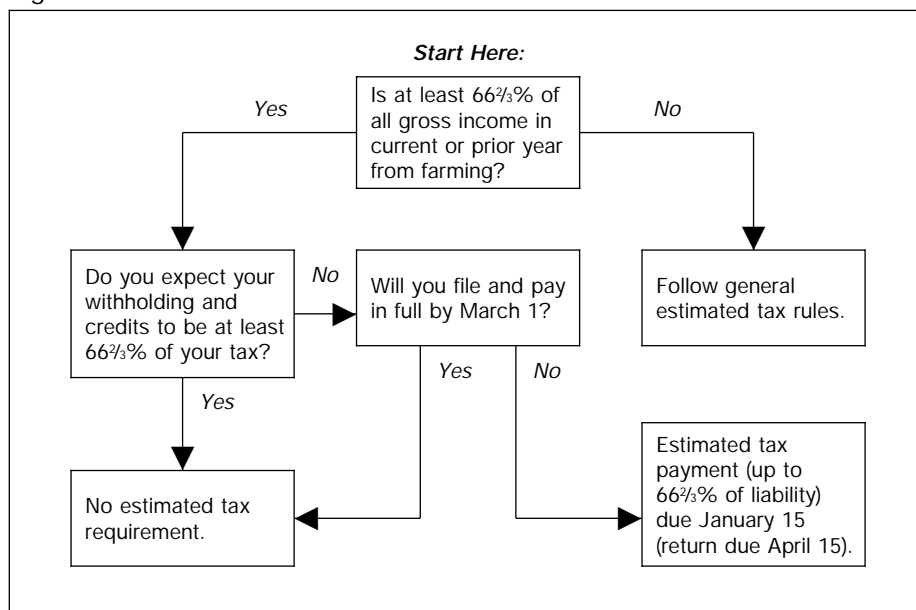 Start Here:
Is at least 66⅔% of
all gross income in
current or prior year
from farming?
Yes
No
Do you expect your
withholding and
credits to be at least
66⅔% of your tax?
No
Will you file and pay
in full by March 1?
Follow general
estimated tax rules.
Yes
Yes
No
No estimated tax
requirement.
Estimated tax
payment (up to
66⅔% of liability)
due January 15
(return due April 15).